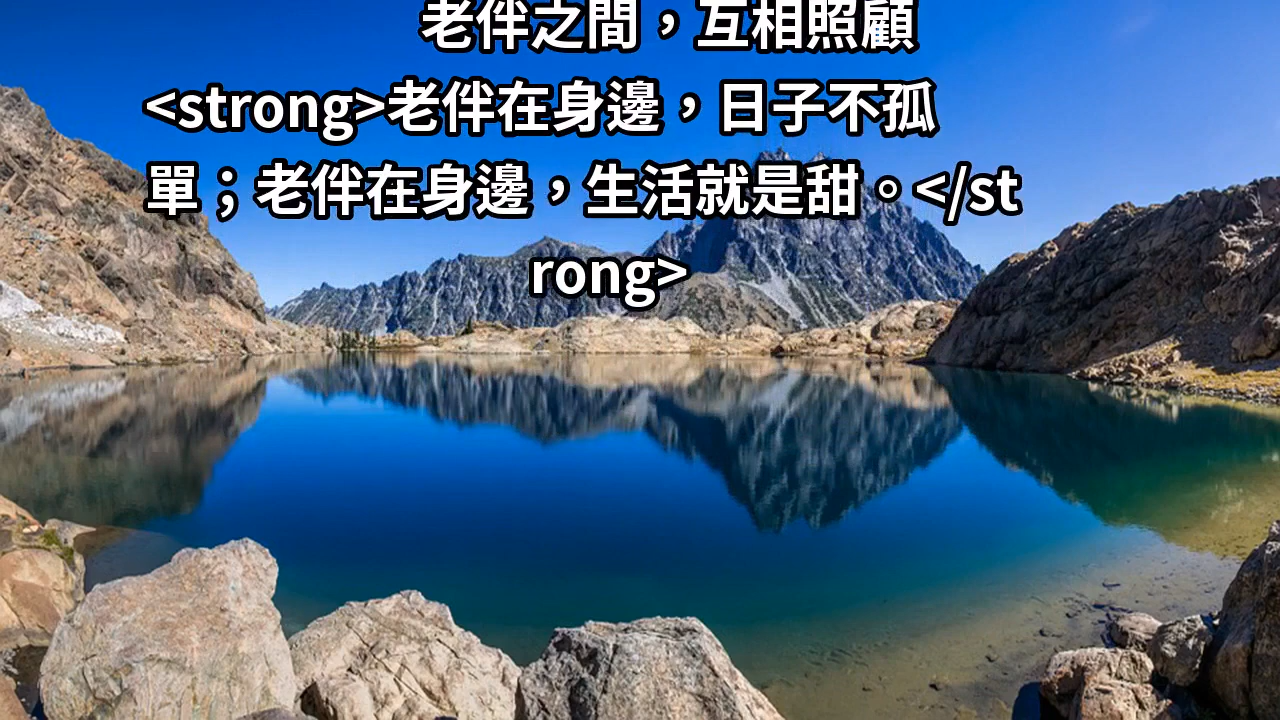 老伴之間，互相照顧
<strong>老伴在身邊，日子不孤
單；老伴在身邊，生活就是甜。</st
rong>